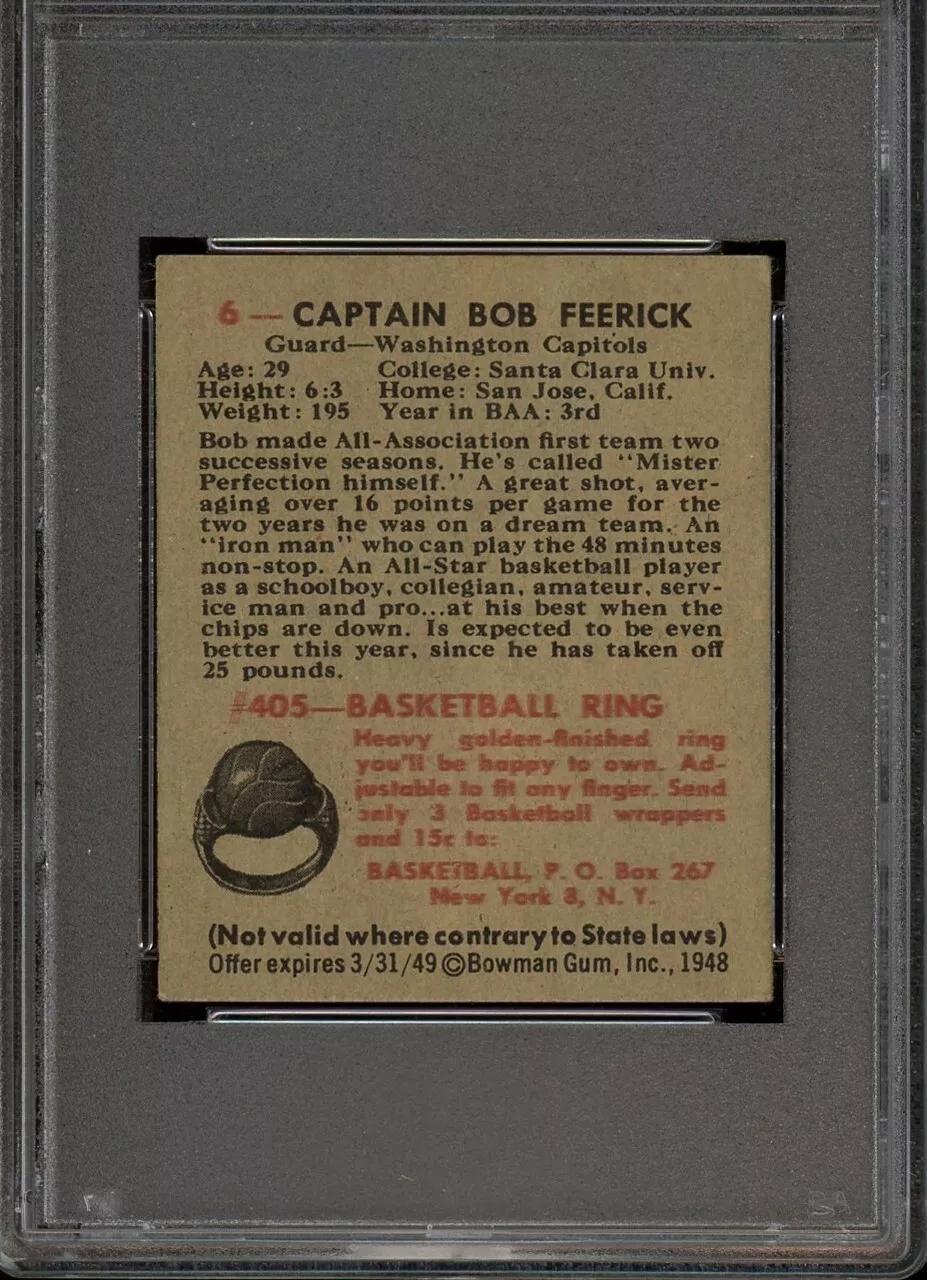 6 — CAPTAIN BOB FEERICK
Guard—Washington Capitols
Age: 29 College: Santa Clara Univ.
Height: 6:3 Home: San Jose, Calif.
Weight: 195 Year in BAA: 3rd
Bob made All-Association first team two
successive seasons. He's called "Mister
Perfection himself." A great shot, aver-
aging over 16 points per game for the
two years he was on a dream team. An
"iron man" who can play the 48 minutes
non-stop. An All-Star basketball player
as a schoolboy, collegian, amateur, serv-
ice man and pro...at his best when the
chips are down. Is expected to be even
better this year, since he has taken off
25 pounds.
#405—BASKETBALL RING
Heavy golden-finished ring
you'll be happy to own. Ad-
justable to fit any finger. Send
only 3 Basketball wrappers
and 15c to:
BASKETBALL, P. O. Box 267
New York 8, N. Y.
(Not valid where contrary to State laws)
Offer expires 3/31/49 ©Bowman Gum, Inc., 1948